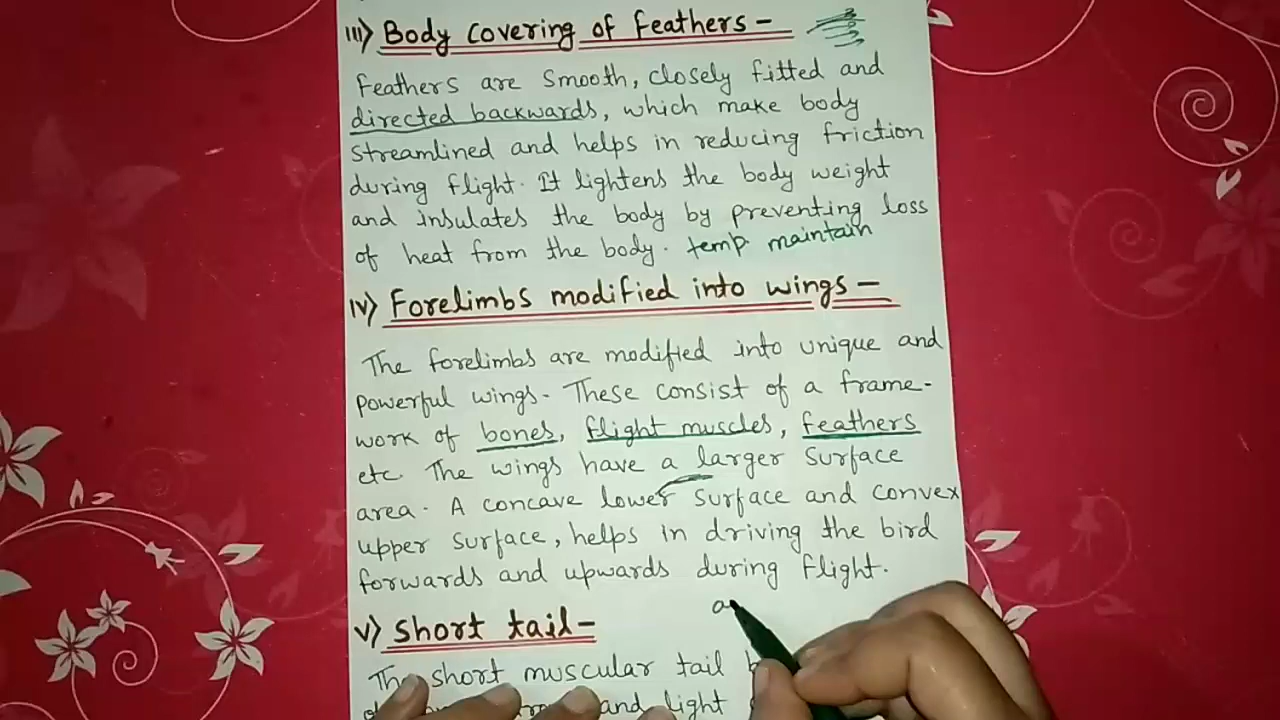 III) Body covering of feathers -
Feathers are smooth, closely fitted and
directed backwards, which make body
streamlined and helps in reducing friction
during flight. It lightens the body weight
and insulates the body by preventing loss
of heat from the body. temp. maintain
IV) Forelimbs modified into wings -
The forelimbs are modified into unique and
powerful wings. These consist of a frame-
work of bones, flight muscles, feathers
etc. The wings have a larger surface
area. A concave lower surface and convex
upper surface, helps in driving the bird
forwards and upwards during flight.
V) Short tail -
The short muscular tail
and light